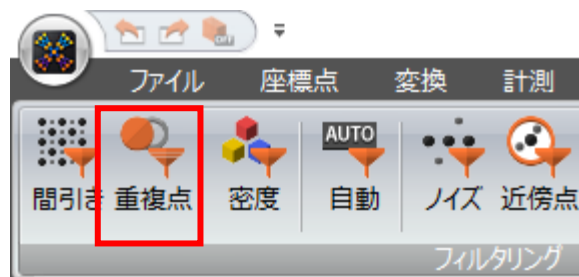 OFF
ファイル 座標点 変換 計測
AUTO
間引き 重複点 密度 自動 ノイズ 近傍点
フィルタリング